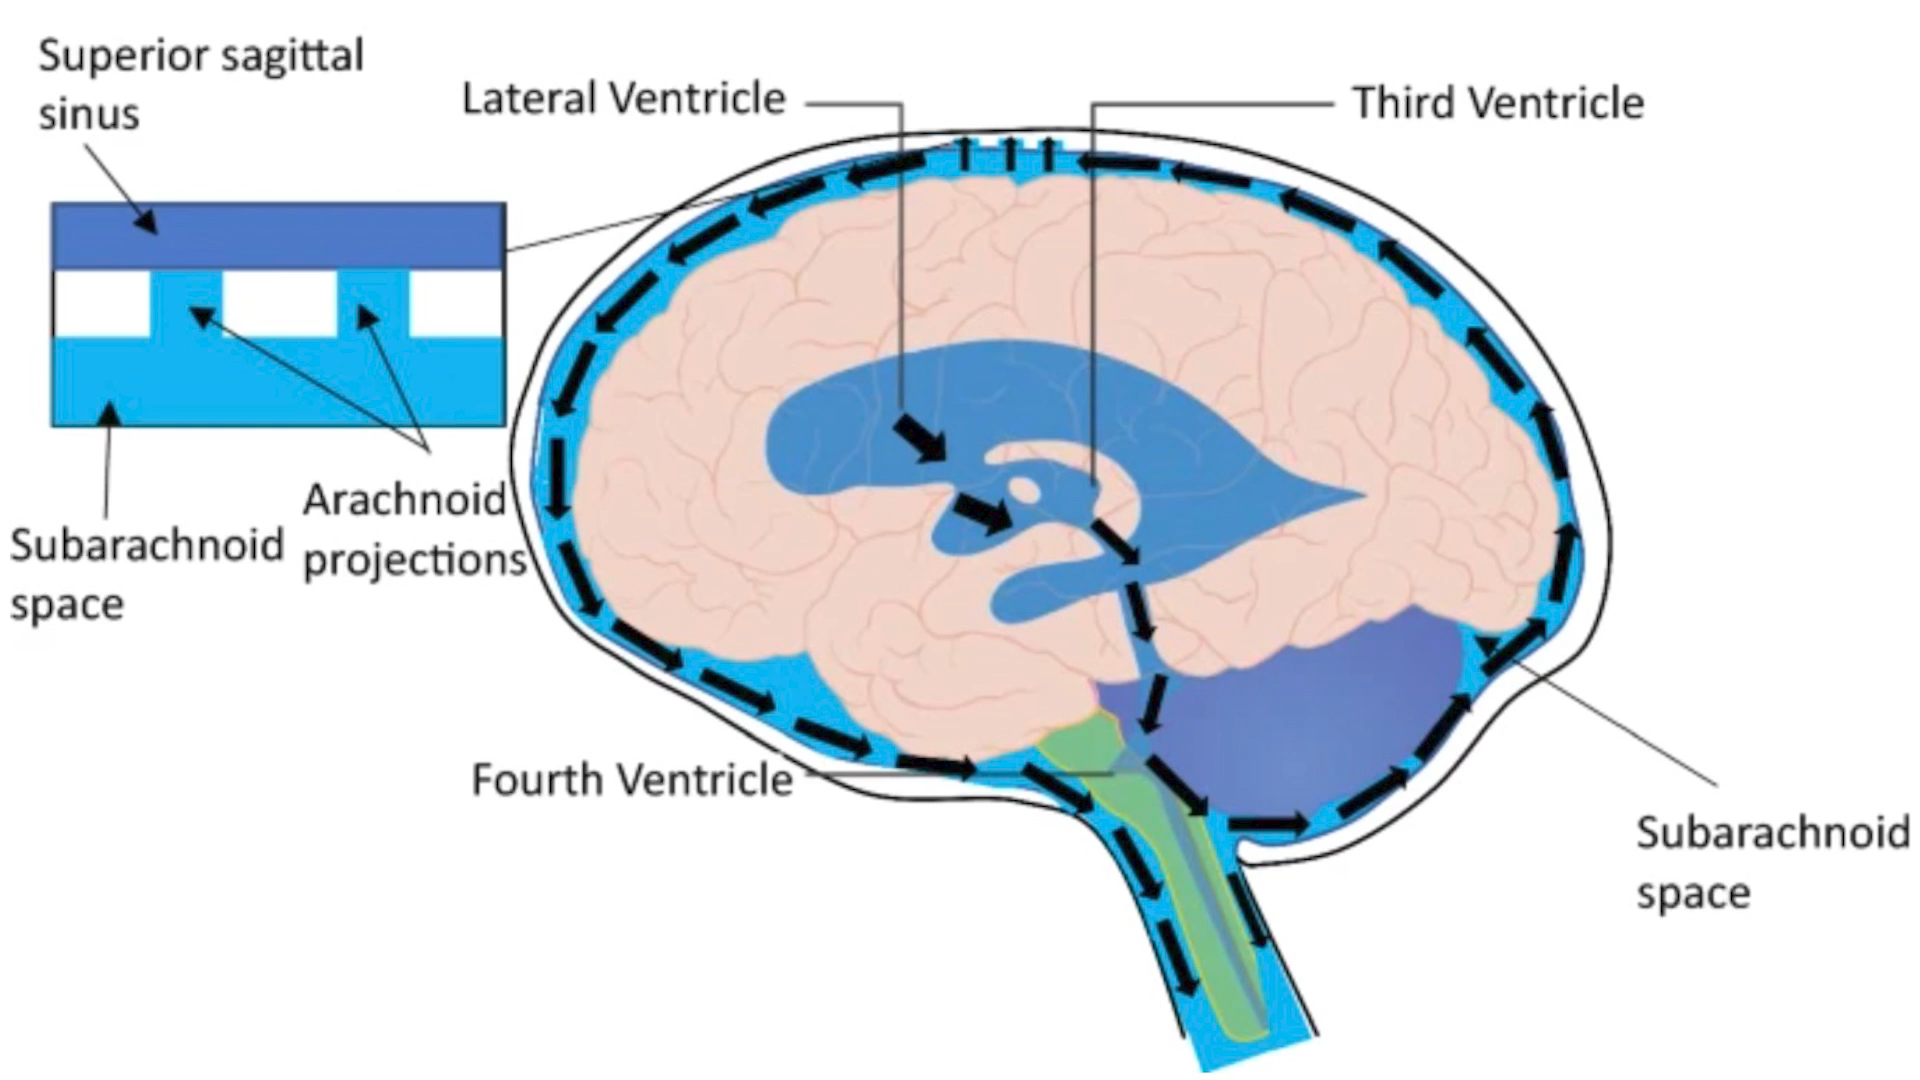 Superior sagittal
sinus
Lateral Ventricle
Third Ventricle
Arachnoid
projections
Subarachnoid
space
Fourth Ventricle
Subarachnoid
space